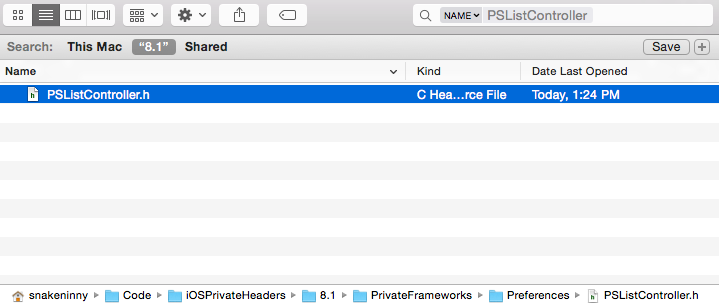 NAME PSListController
Search: This Mac “8.1” Shared Save
Name Kind Date Last Opened
h PSListController.h C Hea...rce File Today, 1:24 PM
snakeninny Code iOSPrivateHeaders 8.1 PrivateFrameworks Preferences h PSListController.h